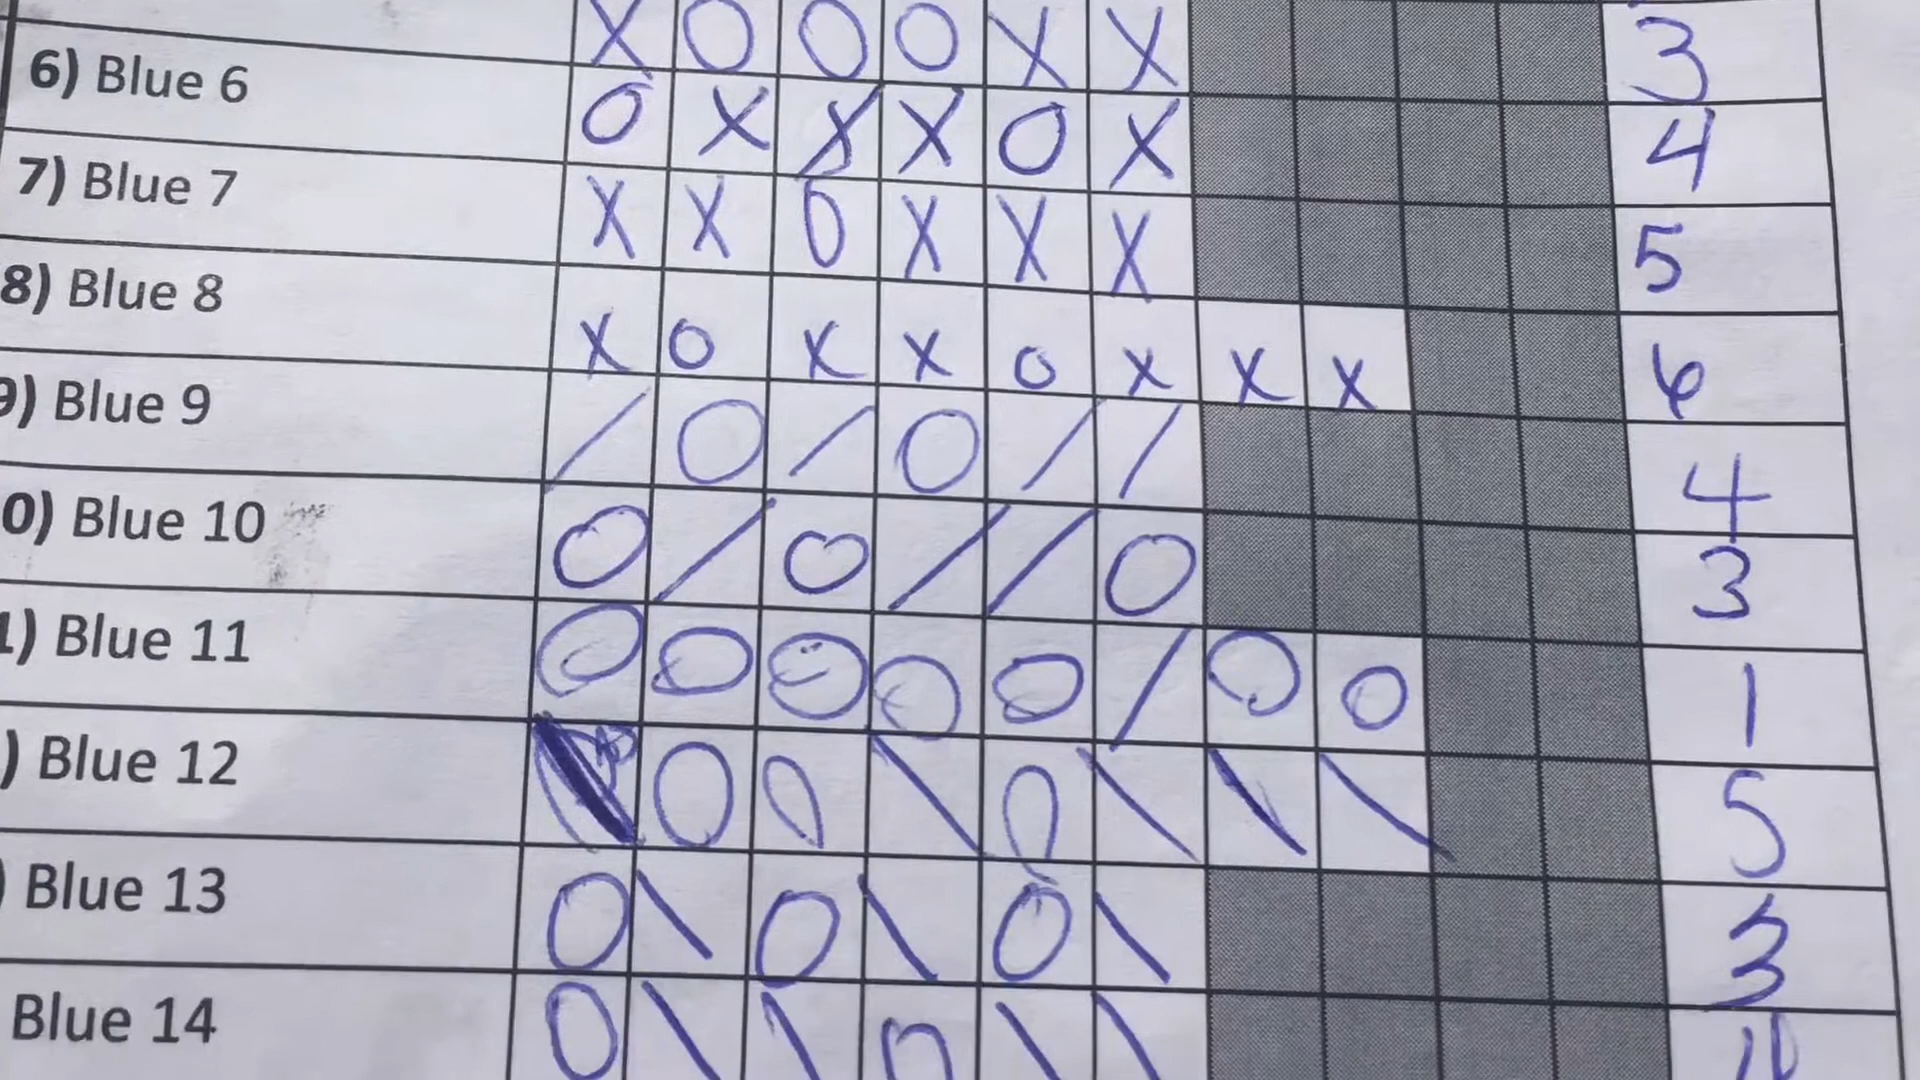 X O O O X X 3
6) Blue 6 O X X X O X 4
7) Blue 7 X X O X X X 5
8) Blue 8 X O X X O X X X 6
9) Blue 9 / O / O / / 4
0) Blue 10 O / O / / O 3
1) Blue 11 O O O O O / O O 1
) Blue 12 \ O O \ O \ \ \ 5
) Blue 13 O \ O \ O \ 3
Blue 14 O \ \ O \ \